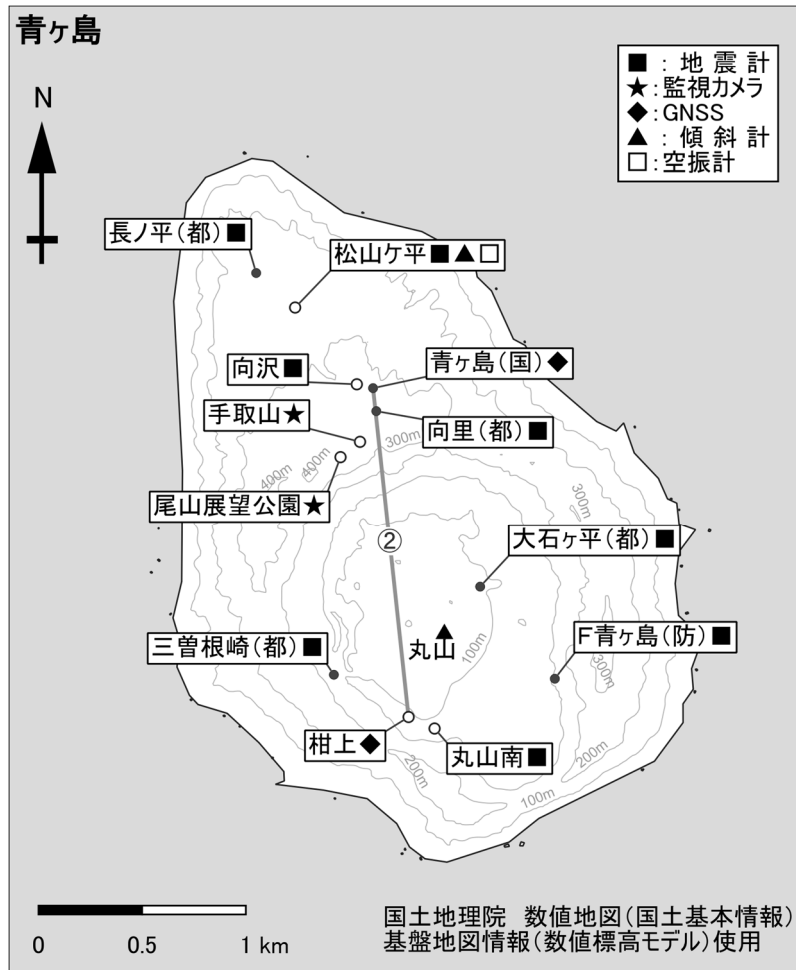 青ヶ島
■：地震計
★：監視カメラ
◆：GNSS
▲：傾斜計
□：空振計
N
長ノ平（都）■
松山ケ平■▲□
向沢■
青ヶ島（国）◆
手取山★
向里（都）■
300m
400m
400m
尾山展望公園★
300m
②
大石ヶ平（都）■
三曽根崎（都）■
丸山
100m
F青ヶ島（防）■
300m
柑上◆
丸山南■
200m
200m
100m
国土地理院　数値地図（国土基本情報）
基盤地図情報（数値標高モデル）使用
0 0.5 1 km